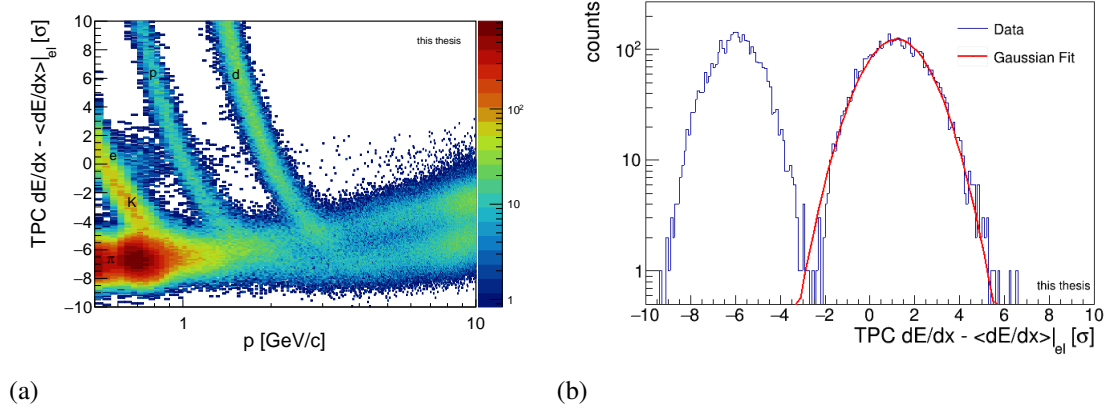 TPC dE/dx - <dE/dx>|el [σ]
10
8
6
4
2
0
−2
−4
−6
−8
−10
this thesis
p
d
e
K
π
10²
10
1
1
10
p [GeV/c]
(a)
counts
10²
10
1
Data
Gaussian Fit
this thesis
−10 −8 −6 −4 −2 0 2 4 6 8 10
TPC dE/dx - <dE/dx>|el [σ]
(b)